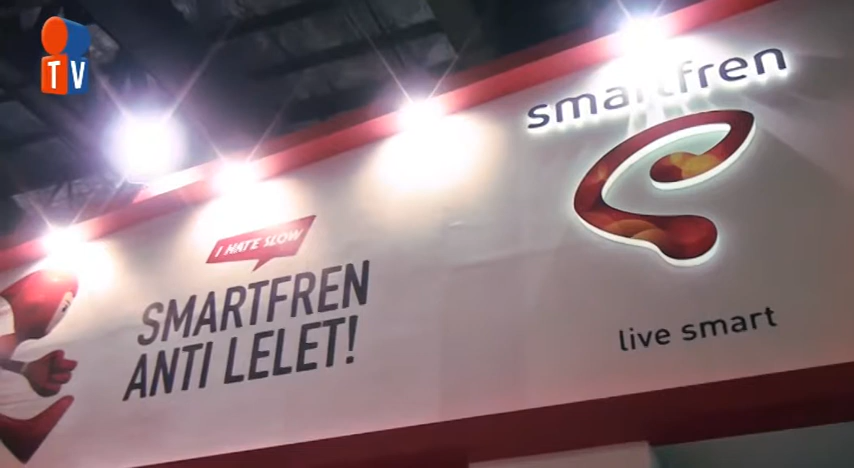 TV
smartfren
I HATE SLOW
SMARTFREN
ANTI LELET!
live smart